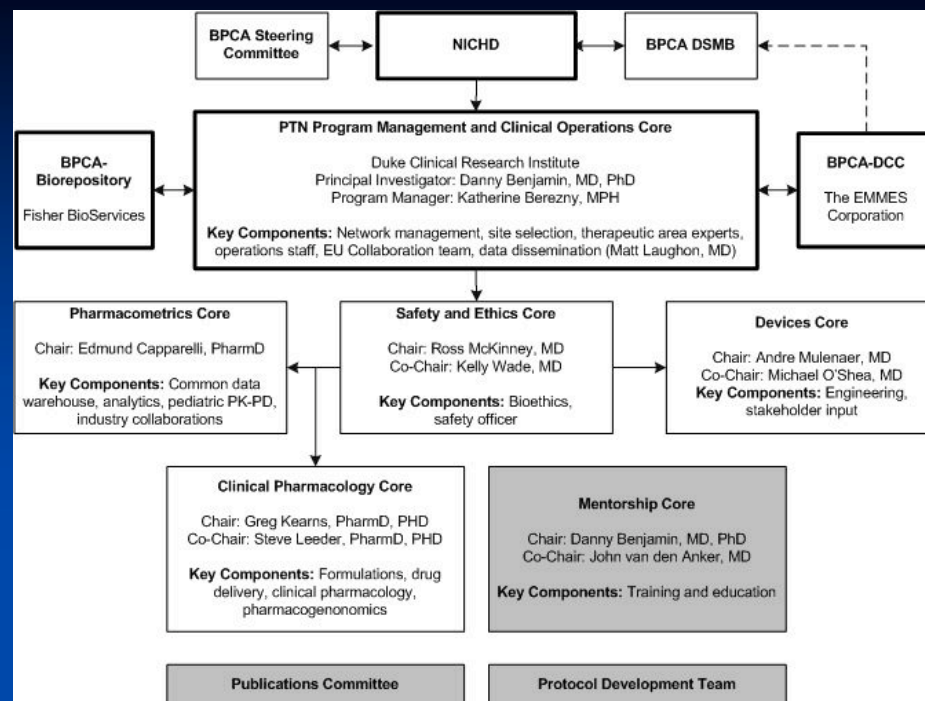 BPCA Steering
Committee
NICHD
BPCA DSMB
PTN Program Management and Clinical Operations Core
Duke Clinical Research Institute
Principal Investigator: Danny Benjamin, MD, PhD
Program Manager: Katherine Berezny, MPH
Key Components: Network management, site selection, therapeutic area experts,
operations staff, EU Collaboration team, data dissemination (Matt Laughon, MD)
BPCA-
Biorepository
Fisher BioServices
BPCA-DCC
The EMMES
Corporation
Pharmacometrics Core
Chair: Edmund Capparelli, PharmD
Key Components: Common data
warehouse, analytics, pediatric PK-PD,
industry collaborations
Safety and Ethics Core
Chair: Ross McKinney, MD
Co-Chair: Kelly Wade, MD
Key Components: Bioethics,
safety officer
Devices Core
Chair: Andre Mulenaer, MD
Co-Chair: Michael O'Shea, MD
Key Components: Engineering,
stakeholder input
Clinical Pharmacology Core
Chair: Greg Kearns, PharmD, PHD
Co-Chair: Steve Leeder, PharmD, PHD
Key Components: Formulations, drug
delivery, clinical pharmacology,
pharmacogenonomics
Mentorship Core
Chair: Danny Benjamin, MD, PhD
Co-Chair: John van den Anker, MD
Key Components: Training and education
Publications Committee
Protocol Development Team